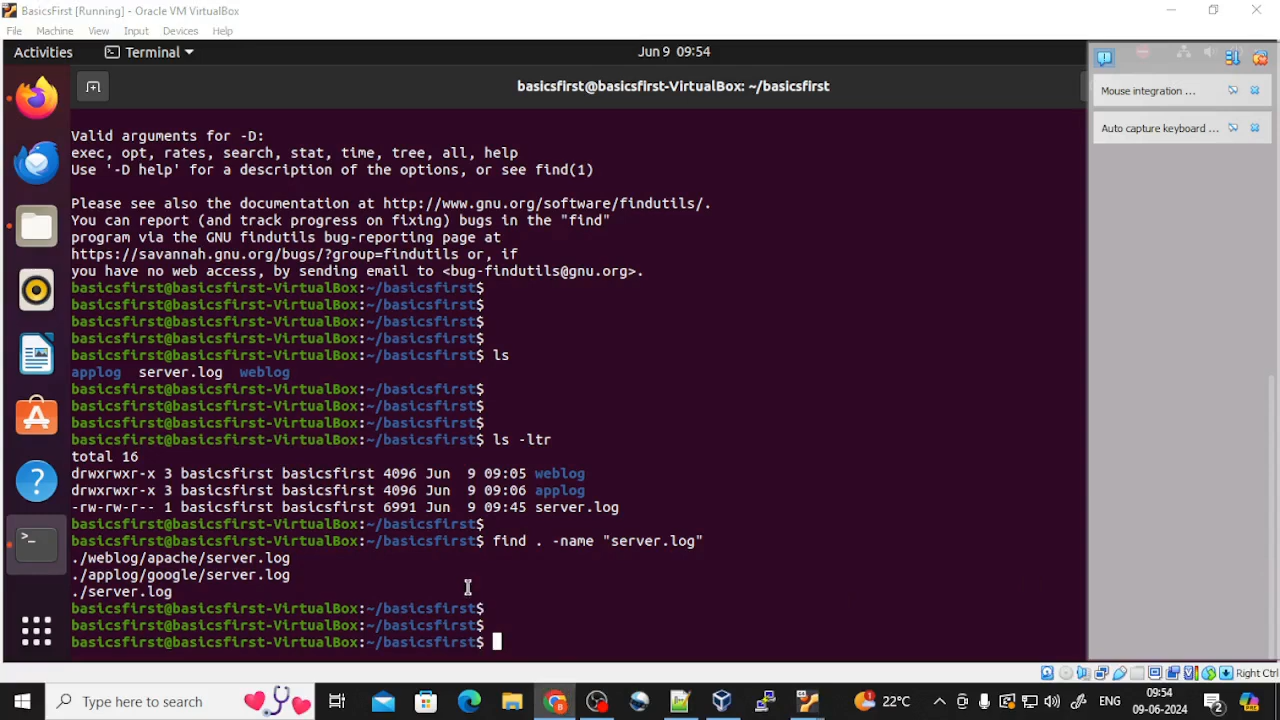 BasicsFirst [Running] - Oracle VM VirtualBox
File Machine View Input Devices Help
Activities Terminal Jun 9 09:54
basicsfirst@basicsfirst-VirtualBox: ~/basicsfirst
Mouse integration ...
Auto capture keyboard ...
Valid arguments for -D:
exec, opt, rates, search, stat, time, tree, all, help
Use '-D help' for a description of the options, or see find(1)
Please see also the documentation at http://www.gnu.org/software/findutils/.
You can report (and track progress on fixing) bugs in the "find"
program via the GNU findutils bug-reporting page at
https://savannah.gnu.org/bugs/?group=findutils or, if
you have no web access, by sending email to <bug-findutils@gnu.org>.
basicsfirst@basicsfirst-VirtualBox:~/basicsfirst$
basicsfirst@basicsfirst-VirtualBox:~/basicsfirst$
basicsfirst@basicsfirst-VirtualBox:~/basicsfirst$
basicsfirst@basicsfirst-VirtualBox:~/basicsfirst$
basicsfirst@basicsfirst-VirtualBox:~/basicsfirst$ ls
applog server.log weblog
basicsfirst@basicsfirst-VirtualBox:~/basicsfirst$
basicsfirst@basicsfirst-VirtualBox:~/basicsfirst$
basicsfirst@basicsfirst-VirtualBox:~/basicsfirst$
basicsfirst@basicsfirst-VirtualBox:~/basicsfirst$ ls -ltr
total 16
drwxrwxr-x 3 basicsfirst basicsfirst 4096 Jun 9 09:05 weblog
drwxrwxr-x 3 basicsfirst basicsfirst 4096 Jun 9 09:06 applog
-rw-rw-r-- 1 basicsfirst basicsfirst 6991 Jun 9 09:45 server.log
basicsfirst@basicsfirst-VirtualBox:~/basicsfirst$
basicsfirst@basicsfirst-VirtualBox:~/basicsfirst$ find . -name "server.log"
./weblog/apache/server.log
./applog/google/server.log
./server.log
basicsfirst@basicsfirst-VirtualBox:~/basicsfirst$
basicsfirst@basicsfirst-VirtualBox:~/basicsfirst$
basicsfirst@basicsfirst-VirtualBox:~/basicsfirst$
Right Ctrl
Type here to search
22°C
ENG
09:54
09-06-2024
2